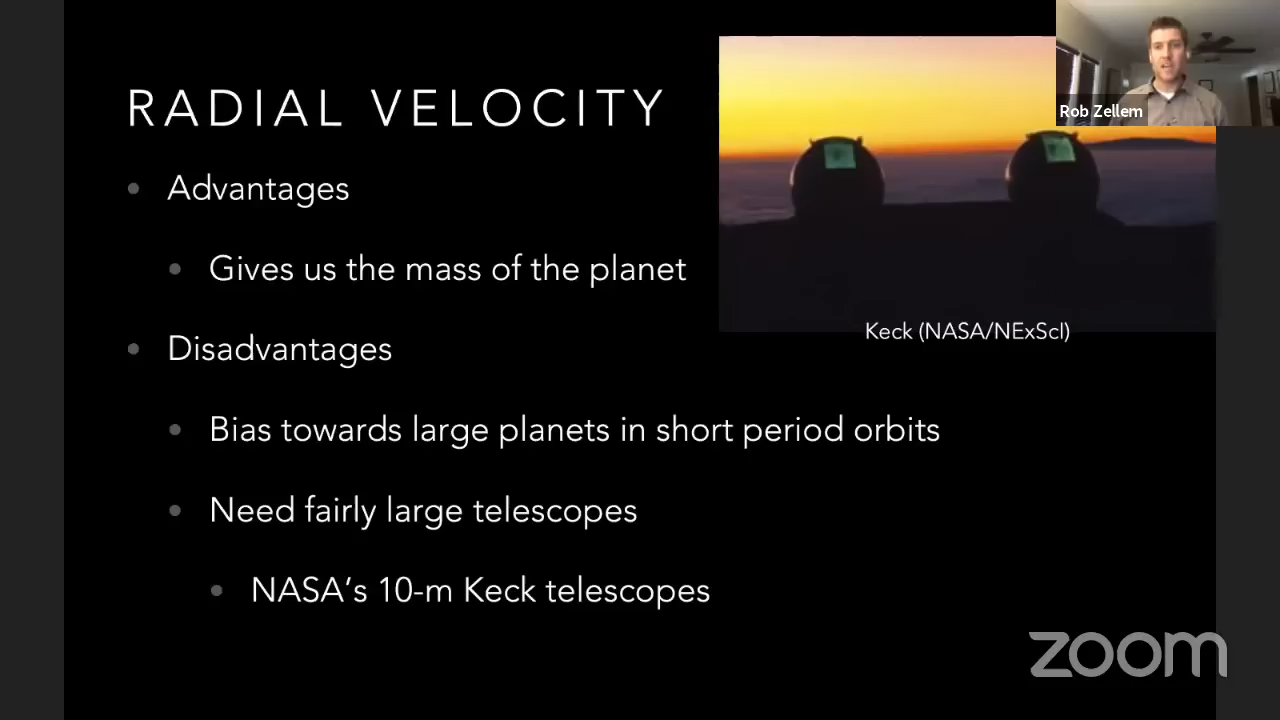 RADIAL VELOCITY
Advantages
Gives us the mass of the planet
Disadvantages
Bias towards large planets in short period orbits
Need fairly large telescopes
NASA’s 10-m Keck telescopes
Keck (NASA/NExScI)
Rob Zellem
zoom